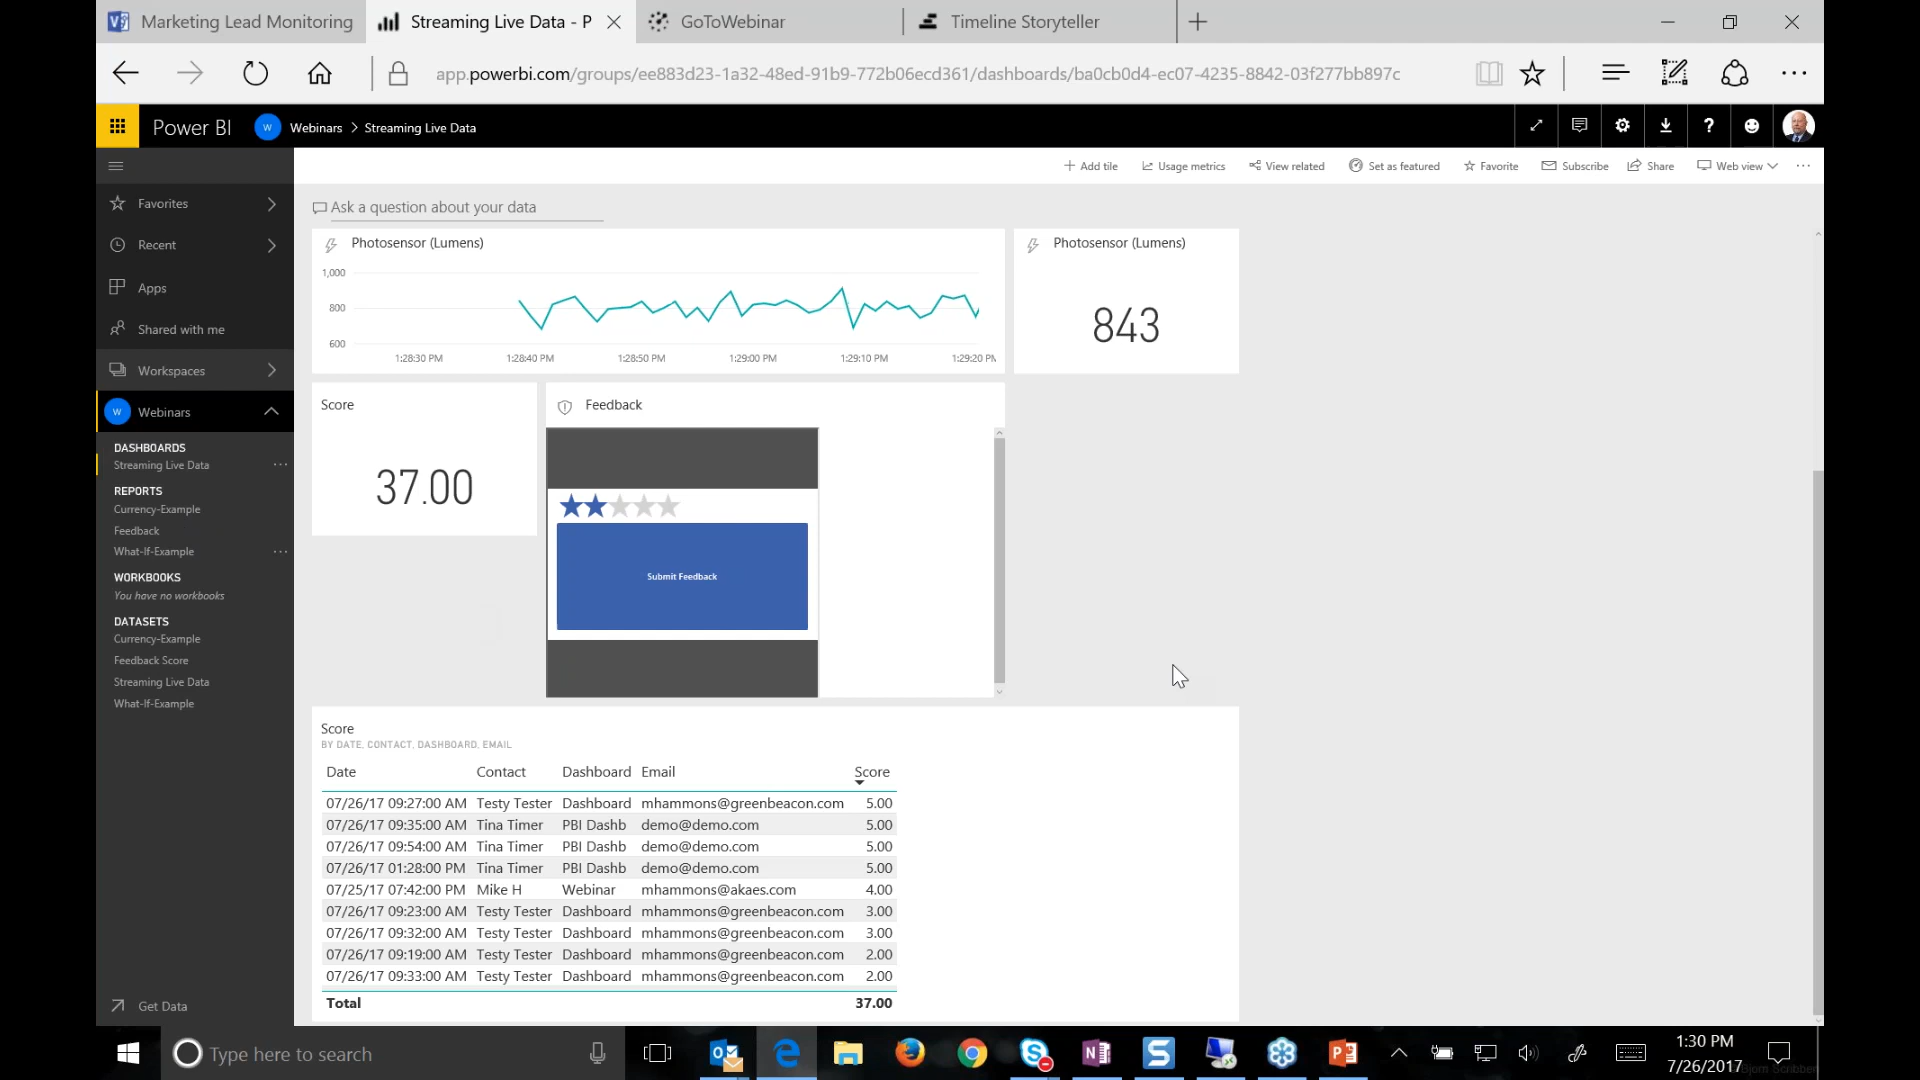 Marketing Lead Monitoring
Streaming Live Data - P
GoToWebinar
Timeline Storyteller
app.powerbi.com/groups/ee883d23-1a32-48ed-91b9-772b06ecd361/dashboards/ba0cb0d4-ec07-4235-8842-03f277bb897c
Power BI
W
Webinars > Streaming Live Data
?
Add tile
Usage metrics
View related
Set as featured
Favorite
Subscribe
Share
Web view
Favorites
Recent
Apps
Shared with me
Workspaces
W
Webinars
DASHBOARDS
Streaming Live Data
REPORTS
Currency-Example
Feedback
What-If-Example
WORKBOOKS
You have no workbooks
DATASETS
Currency-Example
Feedback Score
Streaming Live Data
What-If-Example
Get Data
Ask a question about your data
Photosensor (Lumens)
1,000
800
600
1:28:30 PM 1:28:40 PM 1:28:50 PM 1:29:00 PM 1:29:10 PM 1:29:20 PM
Photosensor (Lumens)
843
Score
37.00
Feedback
Submit Feedback
Score
BY DATE, CONTACT, DASHBOARD, EMAIL
Date Contact Dashboard Email Score
07/26/17 09:27:00 AM Testy Tester Dashboard mhammons@greenbeacon.com 5.00
07/26/17 09:35:00 AM Tina Timer PBI Dashb demo@demo.com 5.00
07/26/17 09:54:00 AM Tina Timer PBI Dashb demo@demo.com 5.00
07/26/17 01:28:00 PM Tina Timer PBI Dashb demo@demo.com 5.00
07/25/17 07:42:00 PM Mike H Webinar mhammons@akaes.com 4.00
07/26/17 09:23:00 AM Testy Tester Dashboard mhammons@greenbeacon.com 3.00
07/26/17 09:32:00 AM Testy Tester Dashboard mhammons@greenbeacon.com 3.00
07/26/17 09:19:00 AM Testy Tester Dashboard mhammons@greenbeacon.com 2.00
07/26/17 09:33:00 AM Testy Tester Dashboard mhammons@greenbeacon.com 2.00
Total 37.00
Type here to search
1:30 PM
7/26/2017